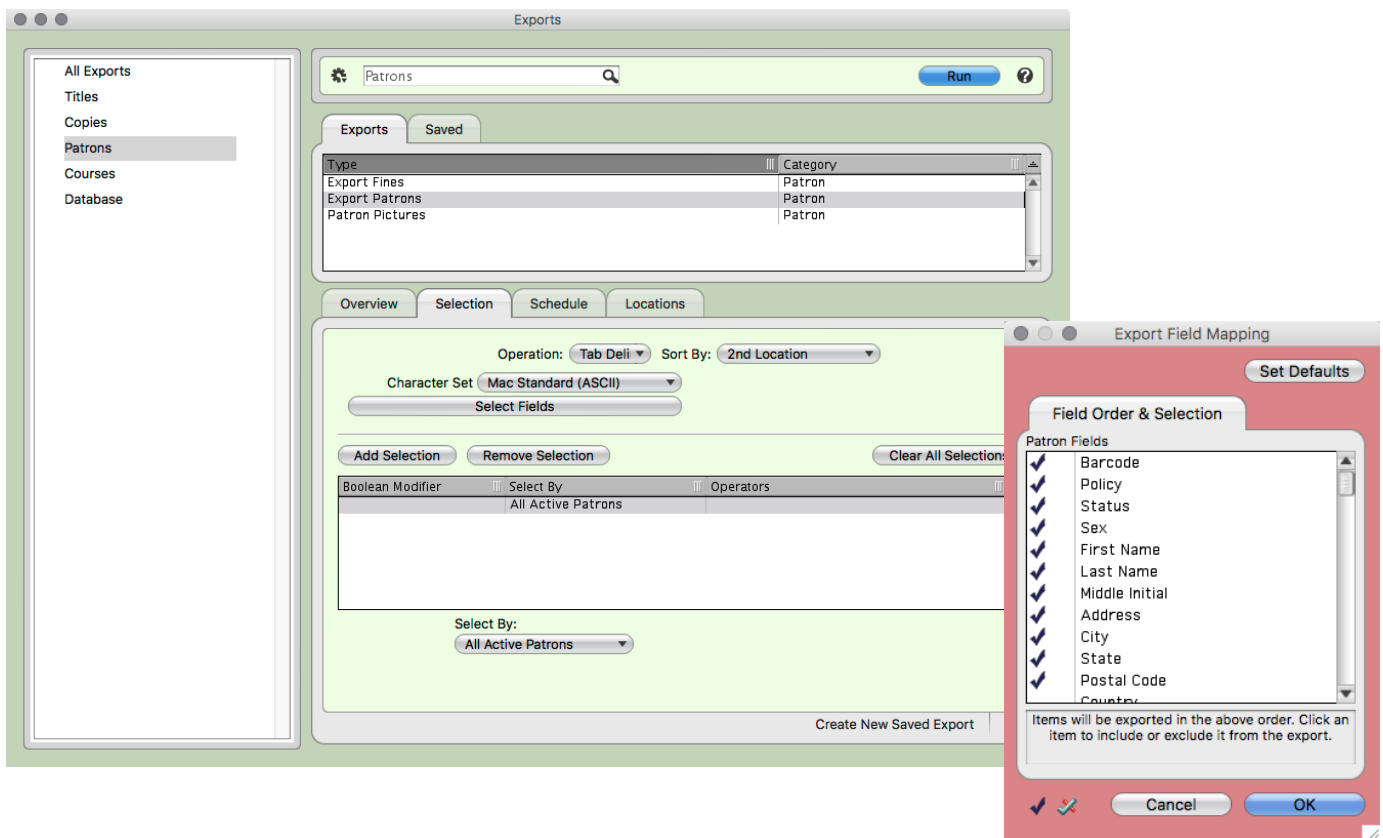 Exports
All Exports
Titles
Copies
Patrons
Courses
Database
Patrons
Run
?
Exports Saved
Type Category
Export Fines Patron
Export Patrons Patron
Patron Pictures Patron
Overview Selection Schedule Locations
Operation: Tab Deli Sort By: 2nd Location
Character Set Mac Standard (ASCII)
Select Fields
Add Selection Remove Selection Clear All Selections
Boolean Modifier Select By Operators
All Active Patrons
Select By:
All Active Patrons
Create New Saved Export
Export Field Mapping
Set Defaults
Field Order & Selection
Patron Fields
Barcode
Policy
Status
Sex
First Name
Last Name
Middle Initial
Address
City
State
Postal Code
Country
Items will be exported in the above order. Click an
item to include or exclude it from the export.
Cancel OK